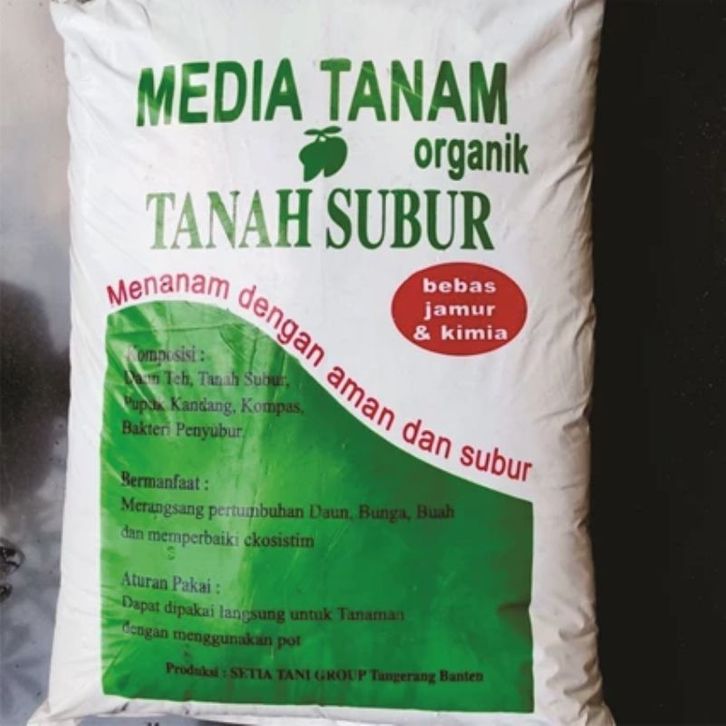 MEDIA TANAM
organik
TANAH SUBUR
Menanam dengan aman dan subur
bebas
jamur
& kimia
Komposisi :
Daun Teh, Tanah Subur,
Pupuk Kandang, Kompas,
Bakteri Penyubur.
Bermanfaat :
Merangsang pertumbuhan Daun, Bunga, Buah
dan memperbaiki ckosistim
Aturan Pakai :
Dapat dipakai langsung untuk Tanaman
dengan menggunakan pot
Produksi : SETIA TANI GROUP Tangerang Banten